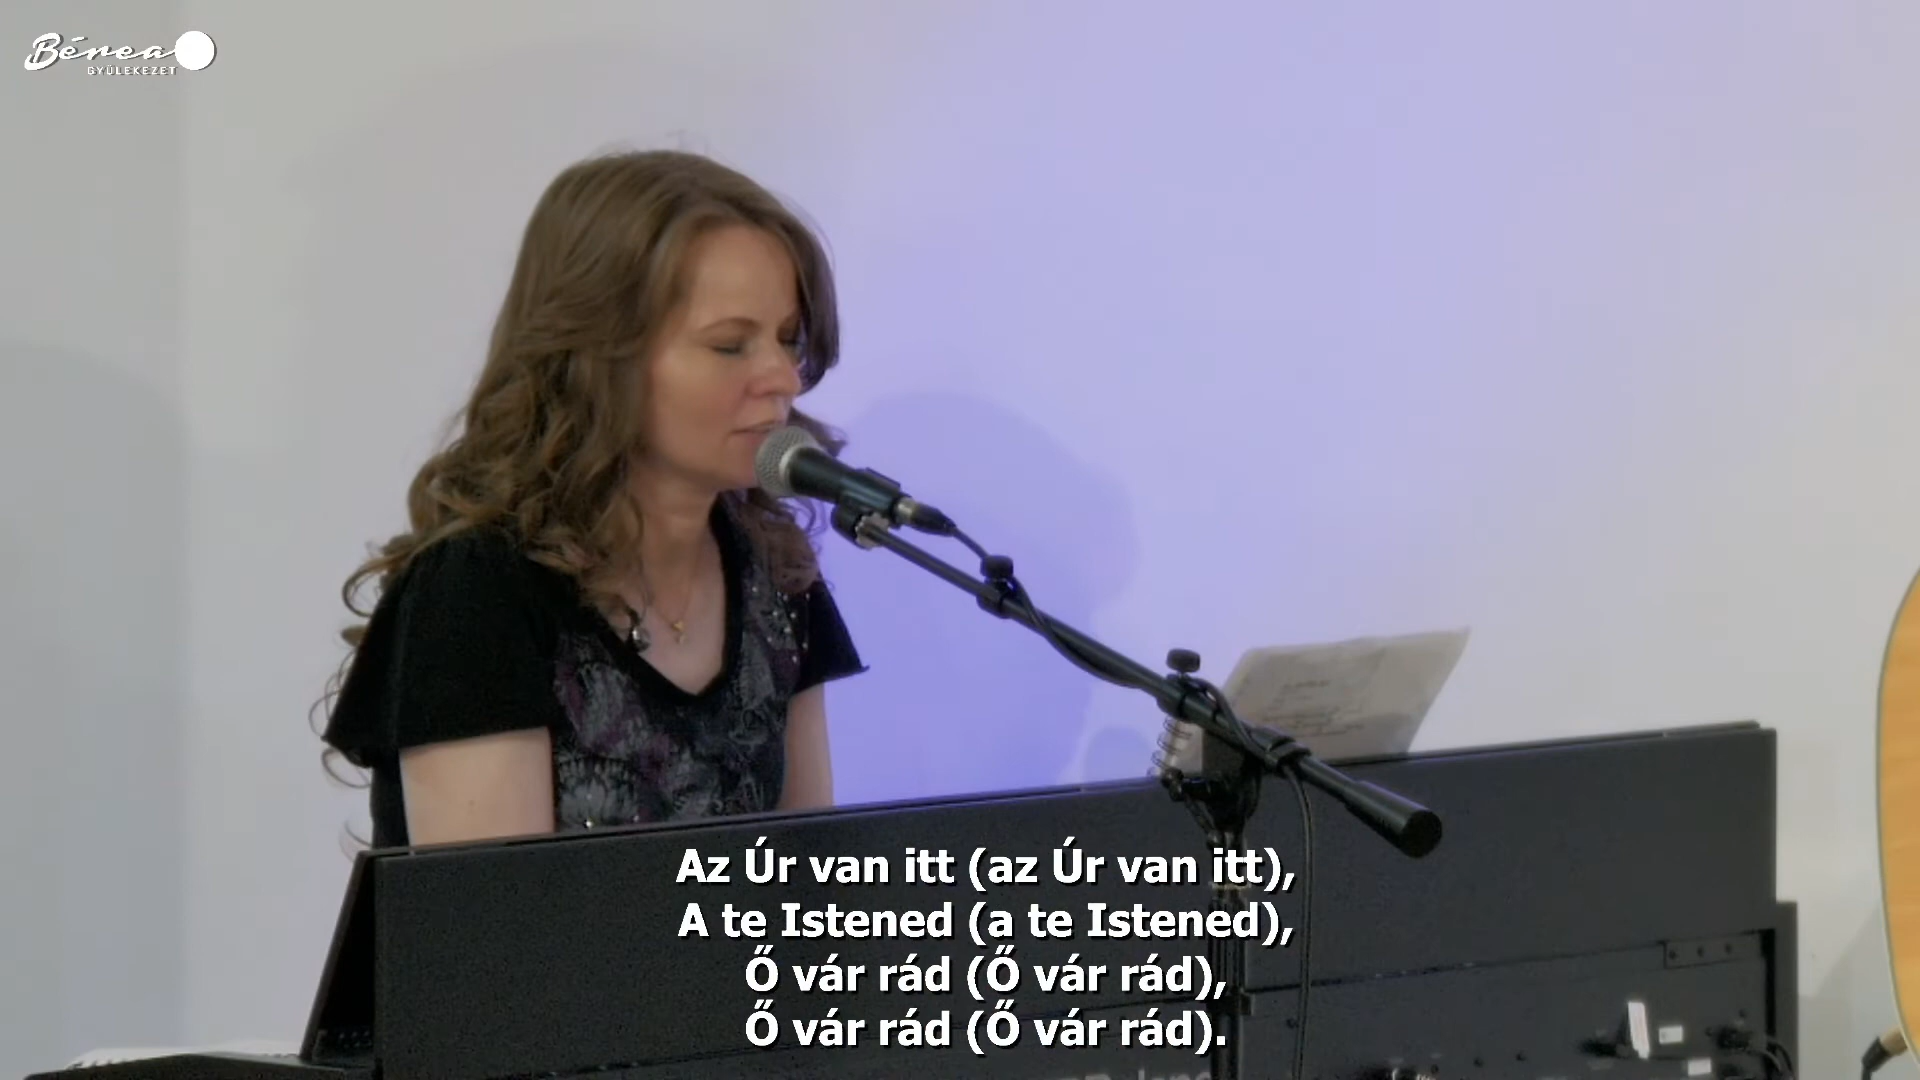 Bérea
GYÜLEKEZET
Az Úr van itt (az Úr van itt),
A te Istened (a te Istened),
Ő vár rád (Ő vár rád),
Ő vár rád (Ő vár rád).